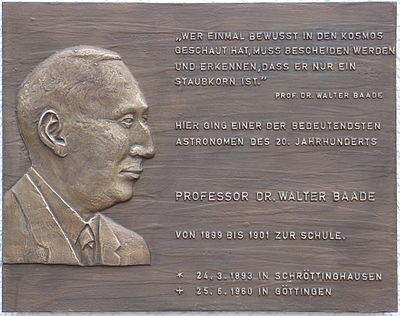 „WER EINMAL BEWUSST IN DEN KOSMOS
GESCHAUT HAT, MUSS BESCHEIDEN WERDEN
UND ERKENNEN, DASS ER NUR EIN
STAUBKORN IST.“
PROF. DR. WALTER BAADE
HIER GING EINER DER BEDEUTENDSTEN
ASTRONOMEN DES 20. JAHRHUNDERTS
PROFESSOR DR. WALTER BAADE
VON 1899 BIS 1901 ZUR SCHULE.
* 24. 3. 1893 IN SCHRÖTTINGHAUSEN
+ 25. 6. 1960 IN GÖTTINGEN